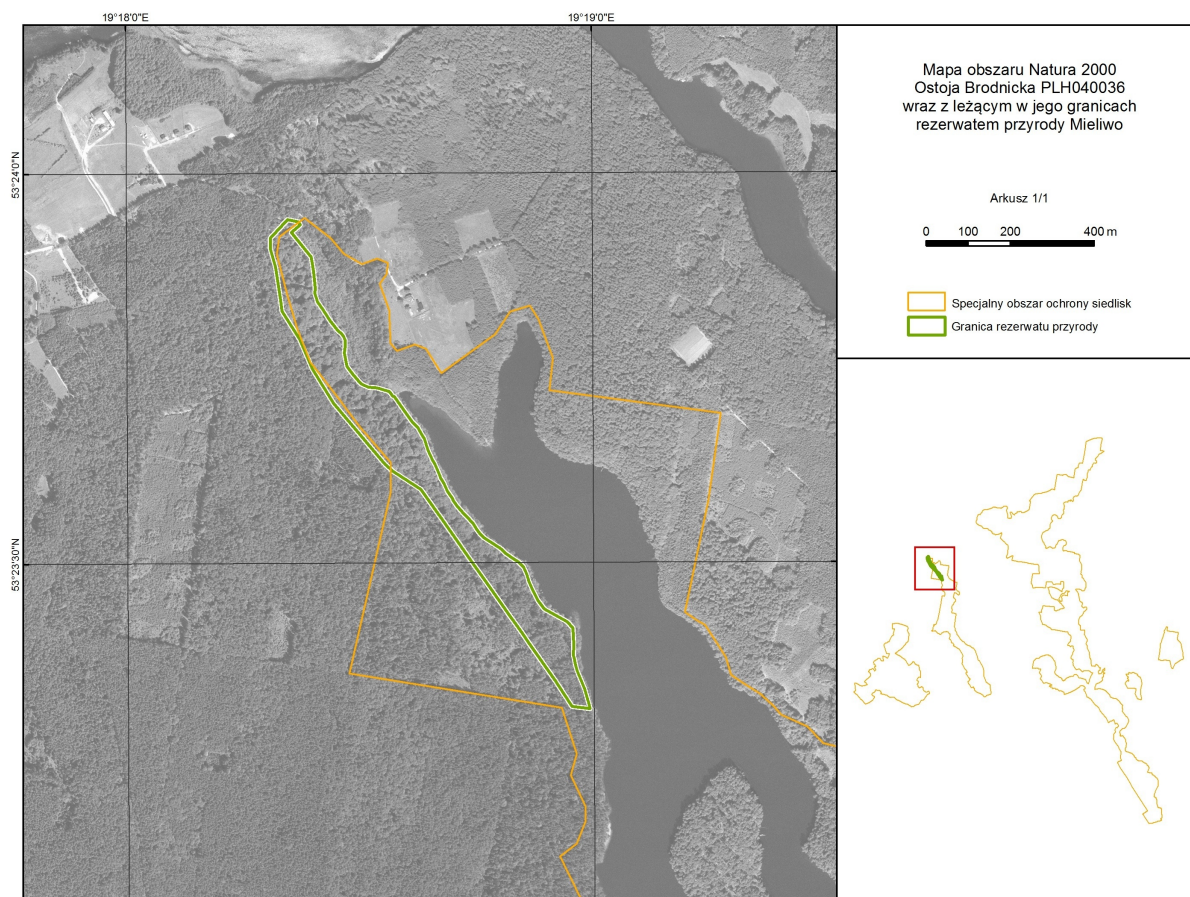 19°18'0"E
19°19'0"E
53°24'0"N
53°23'30"N
Mapa obszaru Natura 2000
Ostoja Brodnicka PLH040036
wraz z leżącym w jego granicach
rezerwatem przyrody Mieliwo
Arkusz 1/1
0 100 200 400 m
Specjalny obszar ochrony siedlisk
Granica rezerwatu przyrody